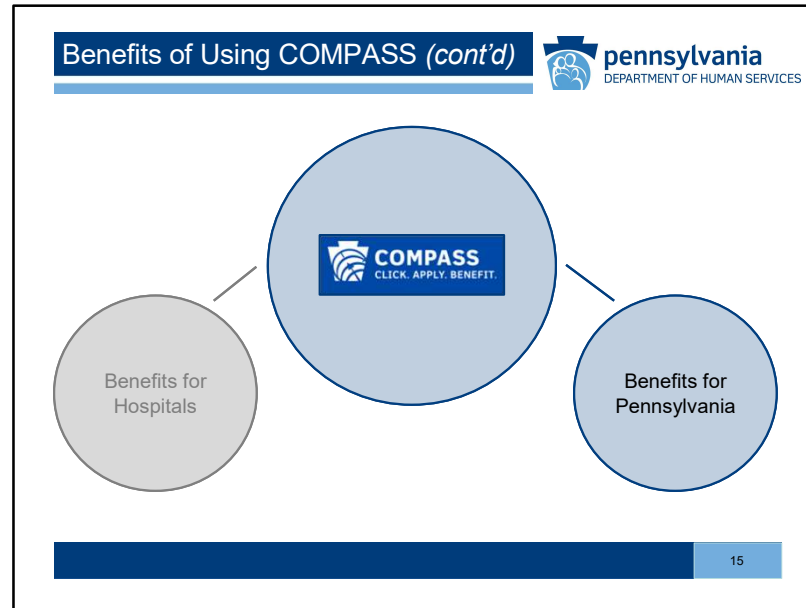 Benefits of Using COMPASS (cont’d)
pennsylvania
DEPARTMENT OF HUMAN SERVICES
COMPASS
CLICK. APPLY. BENEFIT.
Benefits for
Hospitals
Benefits for
Pennsylvania
15